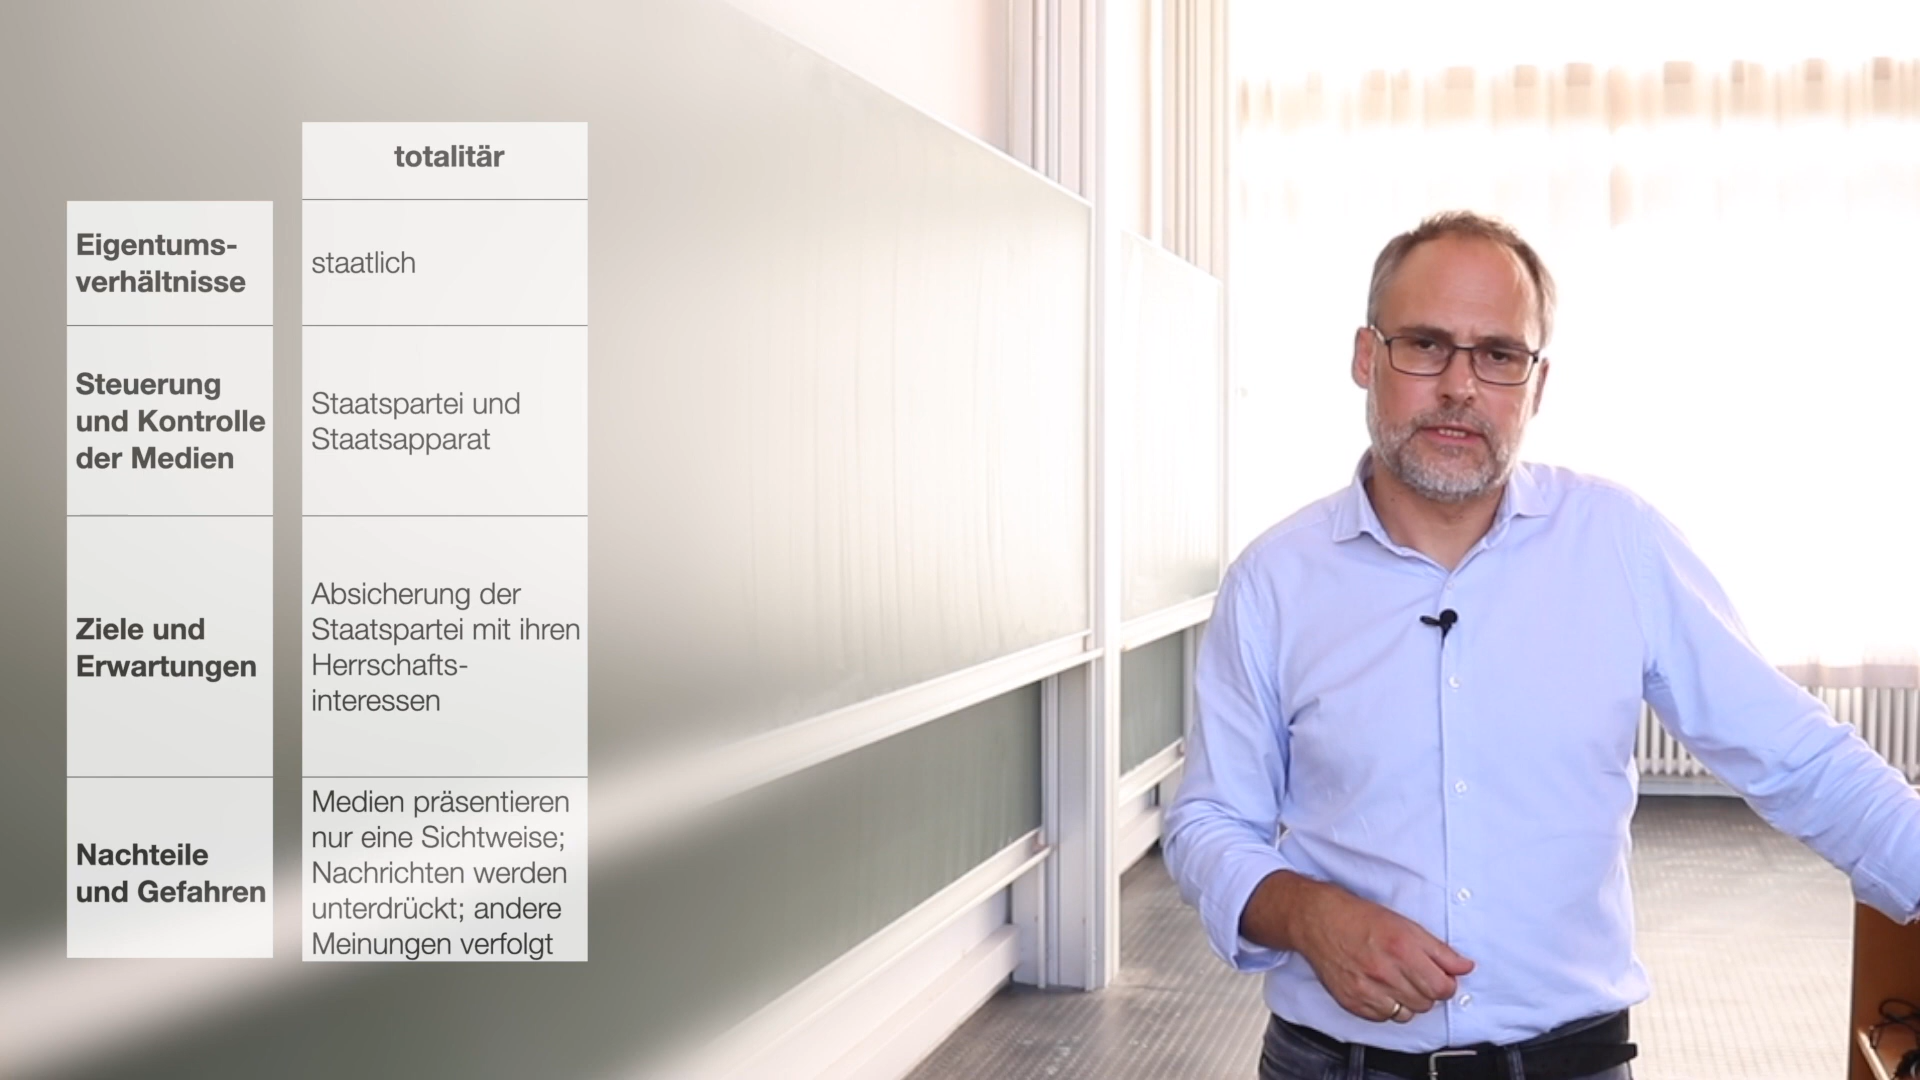 totalitär
Eigentums-
verhältnisse
staatlich
Steuerung
und Kontrolle
der Medien
Staatspartei und
Staatsapparat
Ziele und
Erwartungen
Absicherung der
Staatspartei mit ihren
Herrschafts-
interessen
Nachteile
und Gefahren
Medien präsentieren
nur eine Sichtweise;
Nachrichten werden
unterdrückt; andere
Meinungen verfolgt